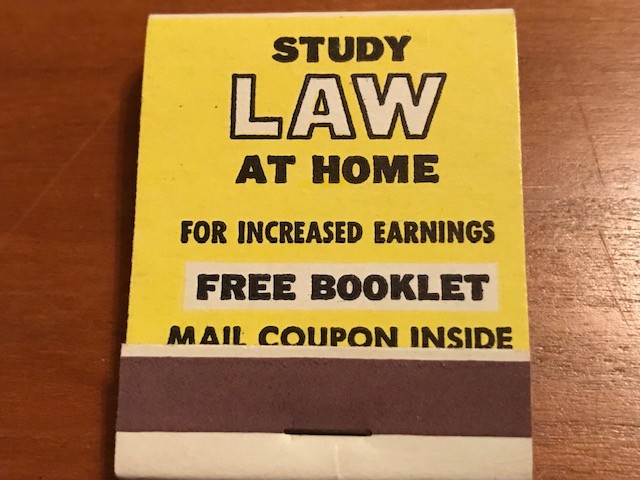 STUDY
LAW
AT HOME
FOR INCREASED EARNINGS
FREE BOOKLET
MAIL COUPON INSIDE